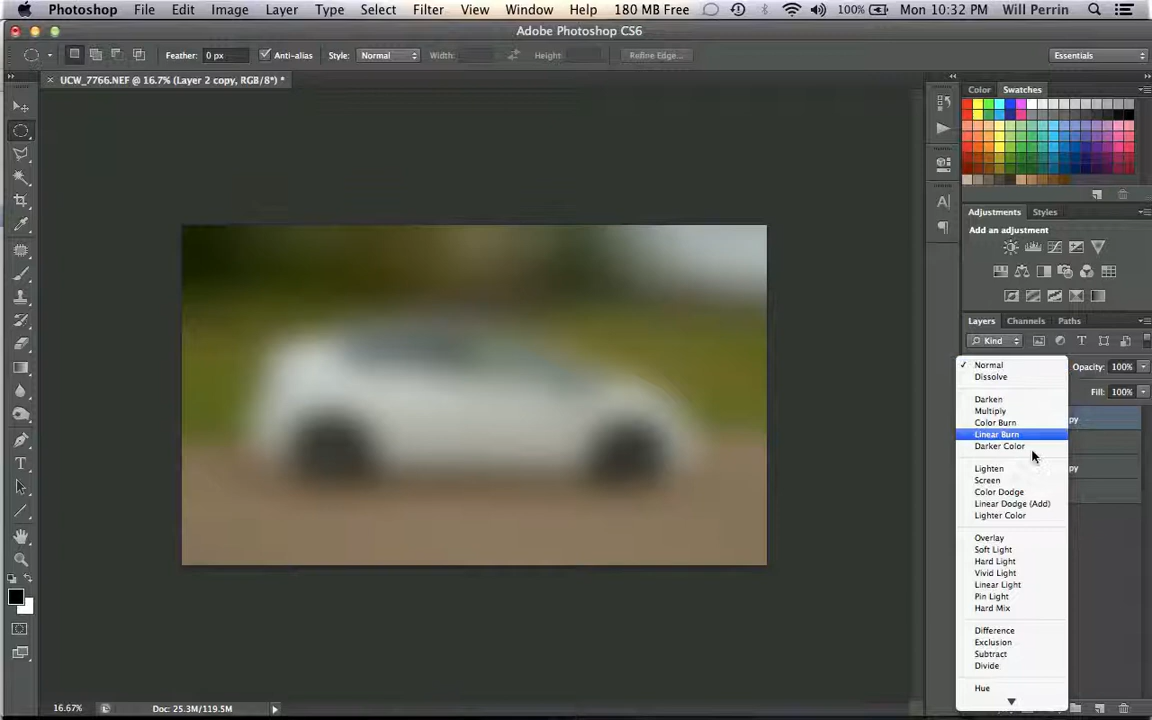 Photoshop File Edit Image Layer Type Select Filter View Window Help 180 MB Free 100% Mon 10:32 PM Will Perrin
Adobe Photoshop CS6
Feather: 0 px Anti-alias Style: Normal Width: Height: Refine Edge... Essentials
× UCW_7766.NEF @ 16.7% (Layer 2 copy, RGB/8*) *
Color Swatches
Adjustments Styles
Add an adjustment
Layers Channels Paths
Kind
Normal
Opacity: 100%
Dissolve
Fill: 100%
Darken
Multiply
py
Color Burn
Linear Burn
Darker Color
Lighten
py
Screen
Color Dodge
Linear Dodge (Add)
Lighter Color
Overlay
Soft Light
Hard Light
Vivid Light
Linear Light
Pin Light
Hard Mix
Difference
Exclusion
Subtract
Divide
Hue
16.67% Doc: 25.3M/119.5M